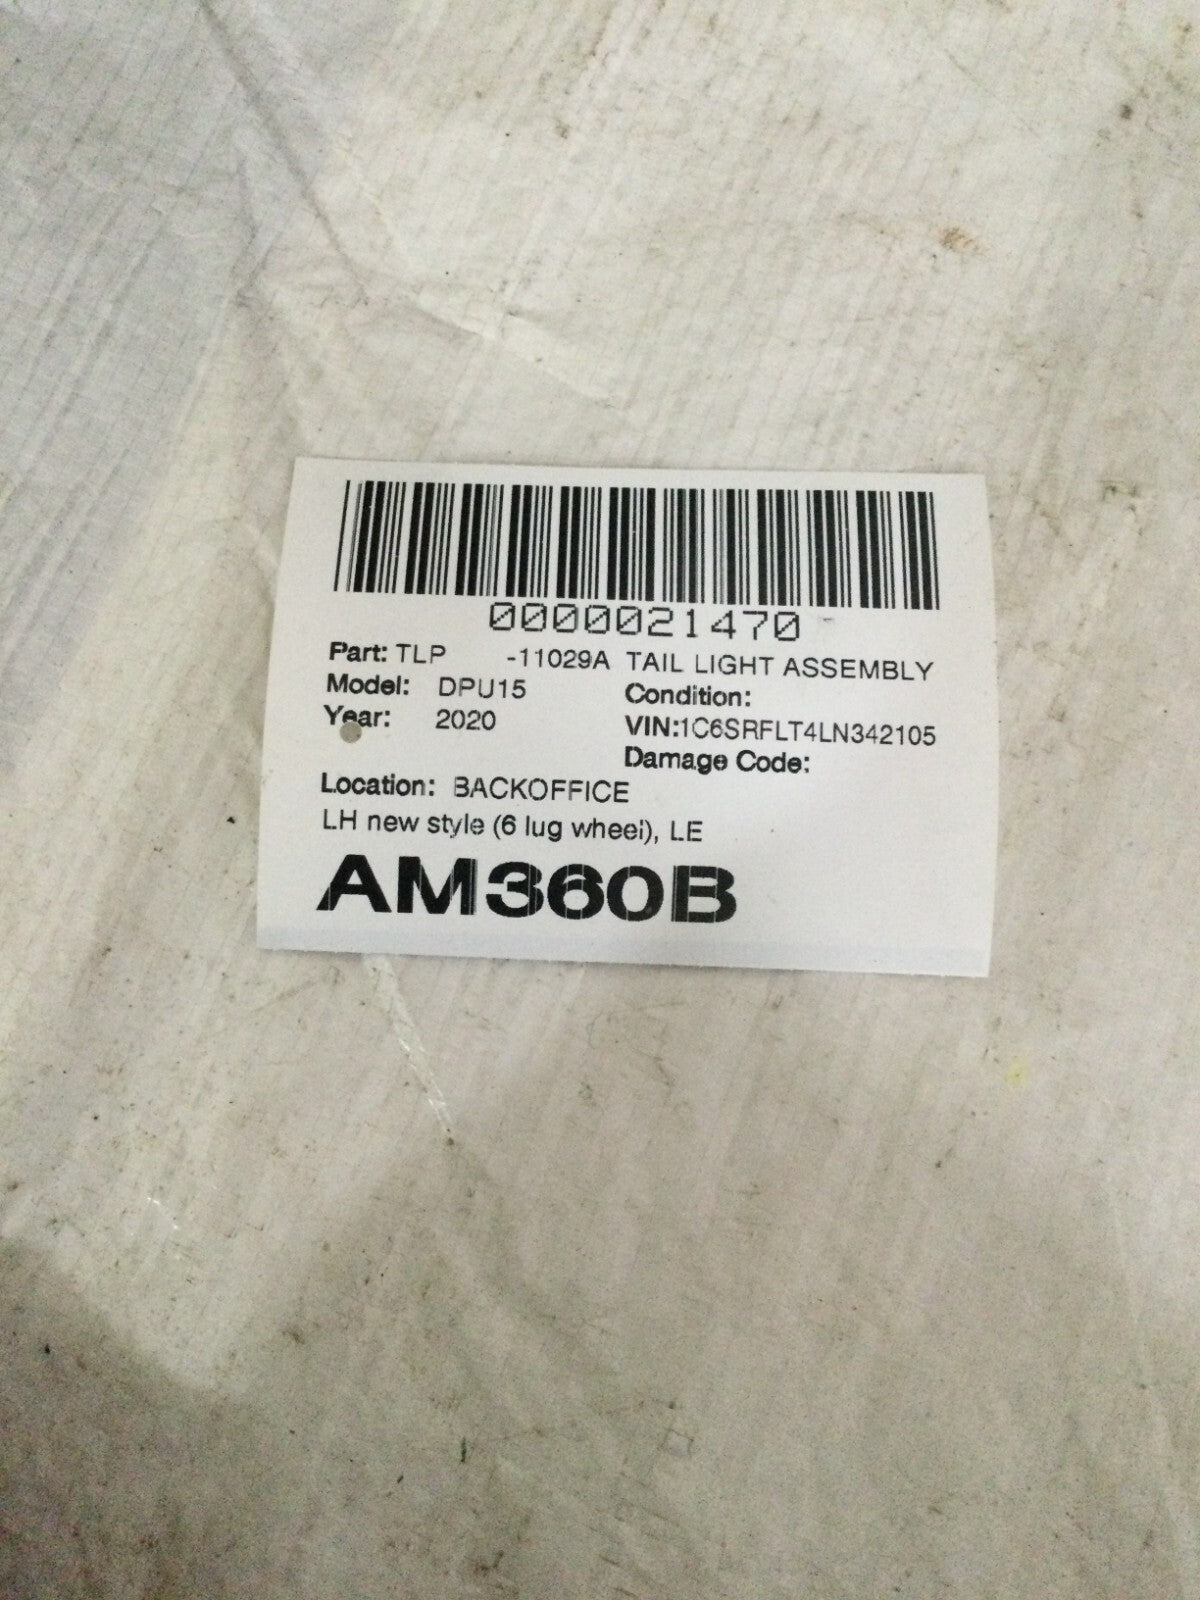 0000021470
Part: TLP -11029A TAIL LIGHT ASSEMBLY
Model: DPU15 Condition:
Year: 2020 VIN:1C6SRFLT4LN342105
Damage Code:
Location: BACKOFFICE
LH new style (6 lug wheel), LE
AM360B